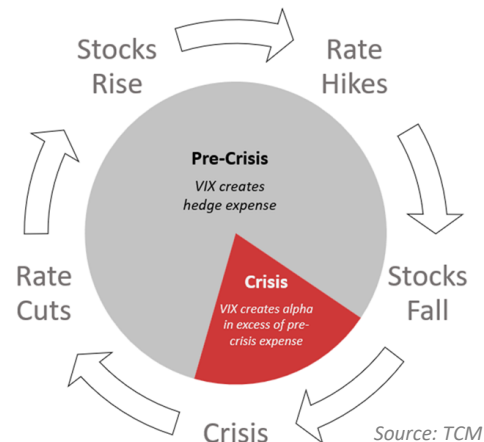 Stocks
Rise
Rate
Hikes
Pre-Crisis
VIX creates
hedge expense
Rate
Cuts
Crisis
VIX creates alpha
in excess of pre-
crisis expense
Stocks
Fall
Crisis
Source: TCM